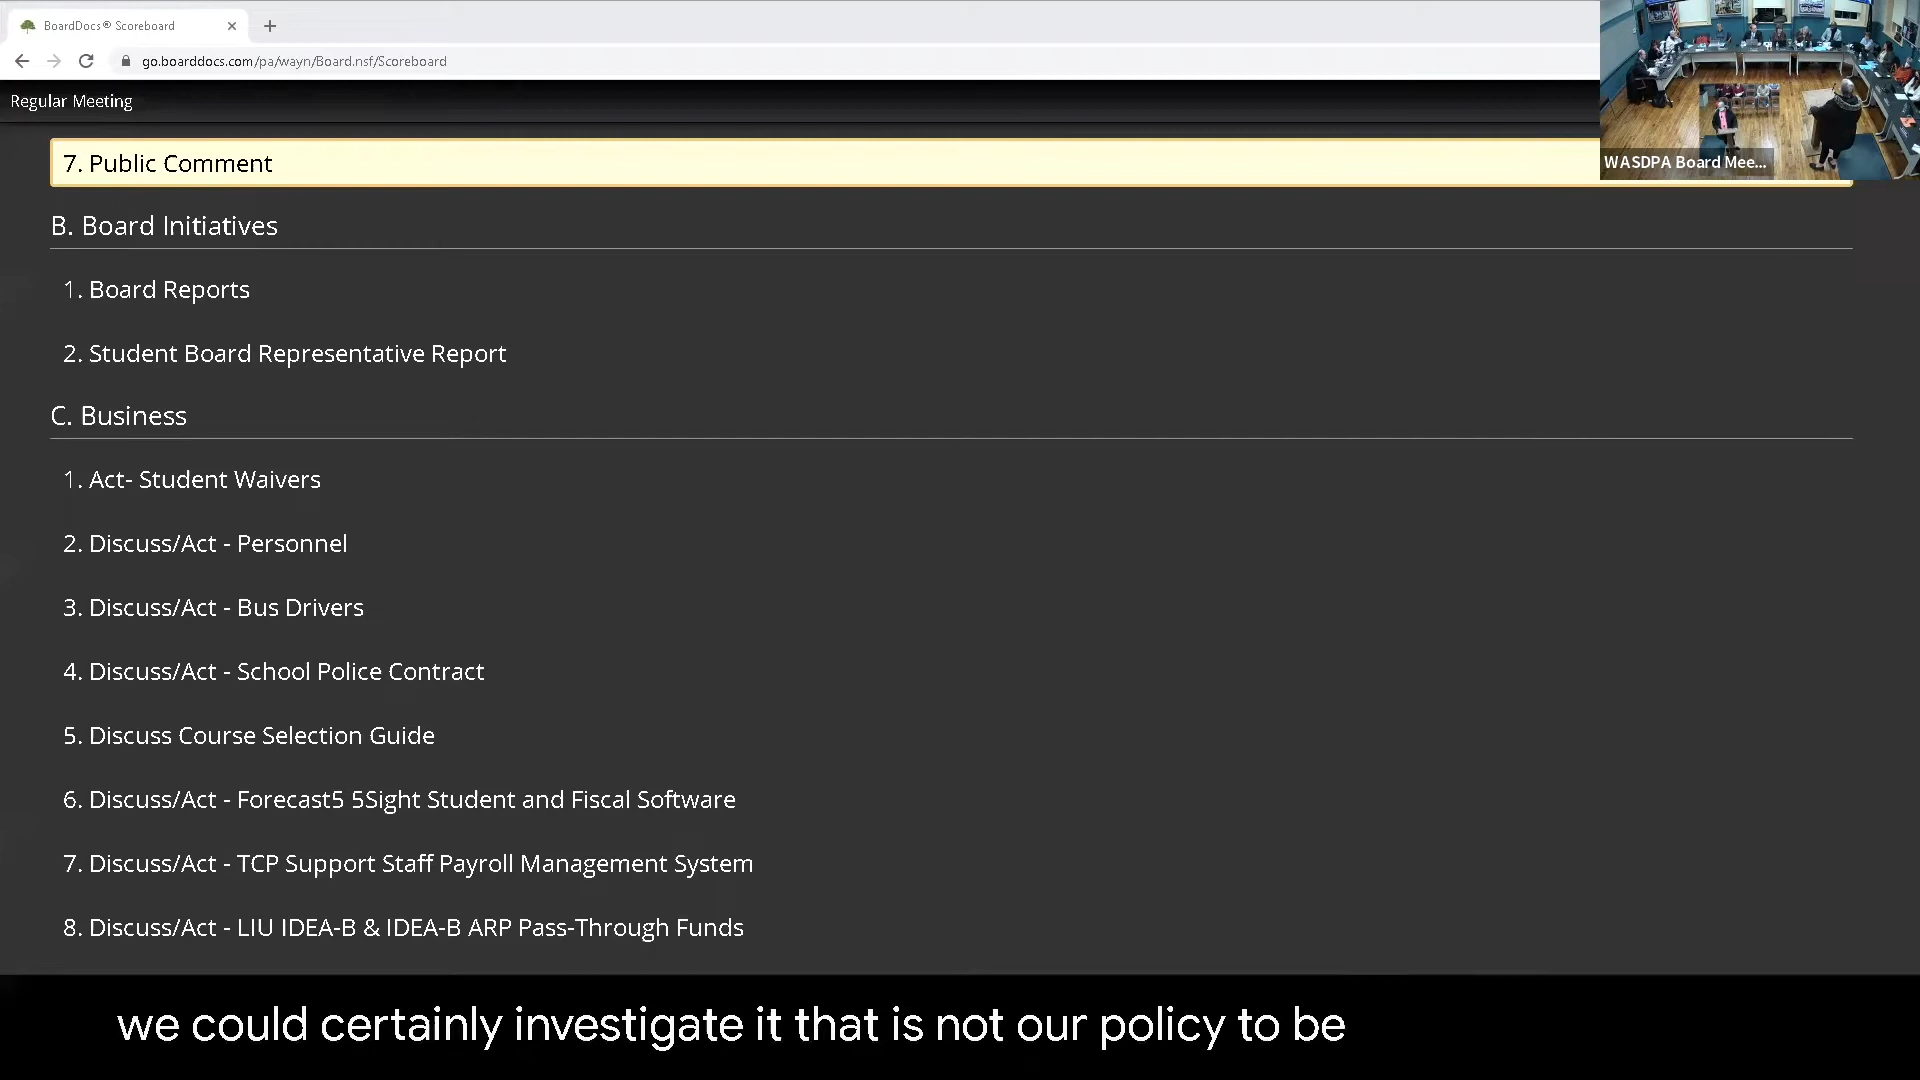 BoardDocs® Scoreboard
go.boarddocs.com/pa/wayn/Board.nsf/Scoreboard
Regular Meeting
7. Public Comment
WASDPA Board Mee...
B. Board Initiatives
1. Board Reports
2. Student Board Representative Report
C. Business
1. Act- Student Waivers
2. Discuss/Act - Personnel
3. Discuss/Act - Bus Drivers
4. Discuss/Act - School Police Contract
5. Discuss Course Selection Guide
6. Discuss/Act - Forecast5 5Sight Student and Fiscal Software
7. Discuss/Act - TCP Support Staff Payroll Management System
8. Discuss/Act - LIU IDEA-B & IDEA-B ARP Pass-Through Funds
we could certainly investigate it that is not our policy to be